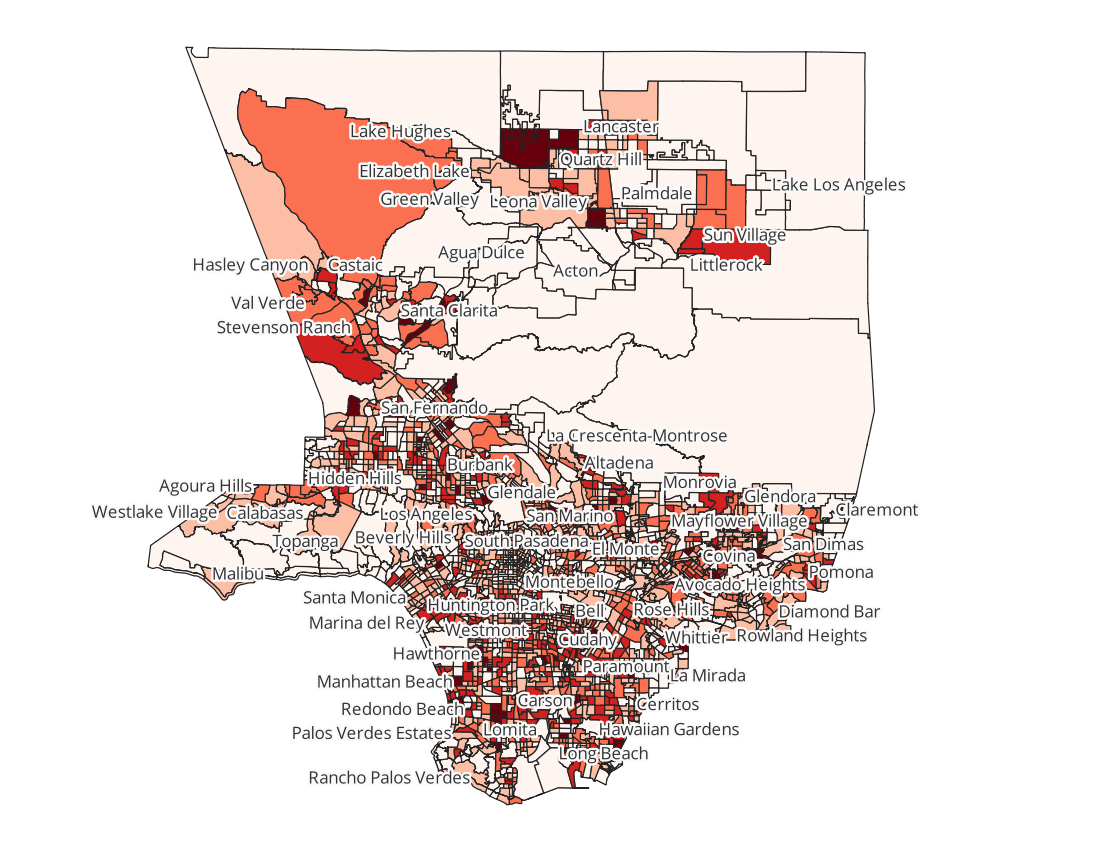 Lake Hughes
Lancaster
Quartz Hill
Elizabeth Lake
Green Valley
Leona Valley
Palmdale
Lake Los Angeles
Sun Village
Agua Dulce
Hasley Canyon
Castaic
Acton
Littlerock
Val Verde
Santa Clarita
Stevenson Ranch
San Fernando
La Crescenta-Montrose
Burbank
Altadena
Hidden Hills
Monrovia
Agoura Hills
Glendale
Glendora
Westlake Village
Calabasas
Los Angeles
San Marino
Mayflower Village
Claremont
Topanga
Beverly Hills
South Pasadena
El Monte
Covina
San Dimas
Malibu
Montebello
Avocado Heights
Pomona
Santa Monica
Huntington Park
Bell
Rose Hills
Diamond Bar
Marina del Rey
Westmont
Cudahy
Whittier
Rowland Heights
Hawthorne
Paramount
La Mirada
Manhattan Beach
Redondo Beach
Carson
Cerritos
Palos Verdes Estates
Lomita
Hawaiian Gardens
Long Beach
Rancho Palos Verdes